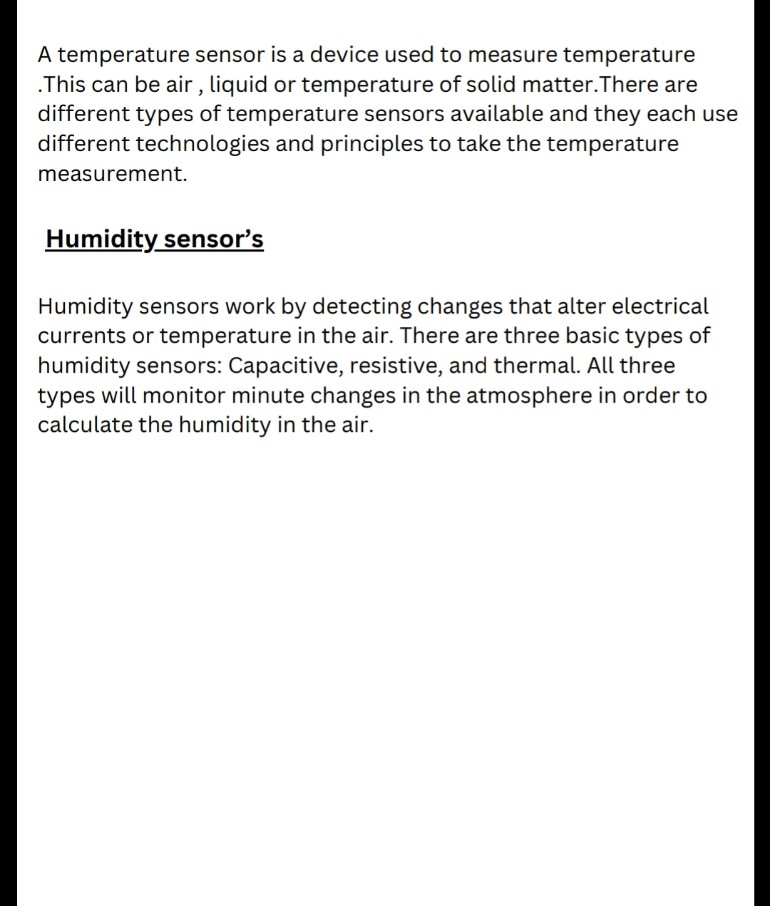 A temperature sensor is a device used to measure temperature
.This can be air , liquid or temperature of solid matter.There are
different types of temperature sensors available and they each use
different technologies and principles to take the temperature
measurement.
Humidity sensor’s
Humidity sensors work by detecting changes that alter electrical
currents or temperature in the air. There are three basic types of
humidity sensors: Capacitive, resistive, and thermal. All three
types will monitor minute changes in the atmosphere in order to
calculate the humidity in the air.